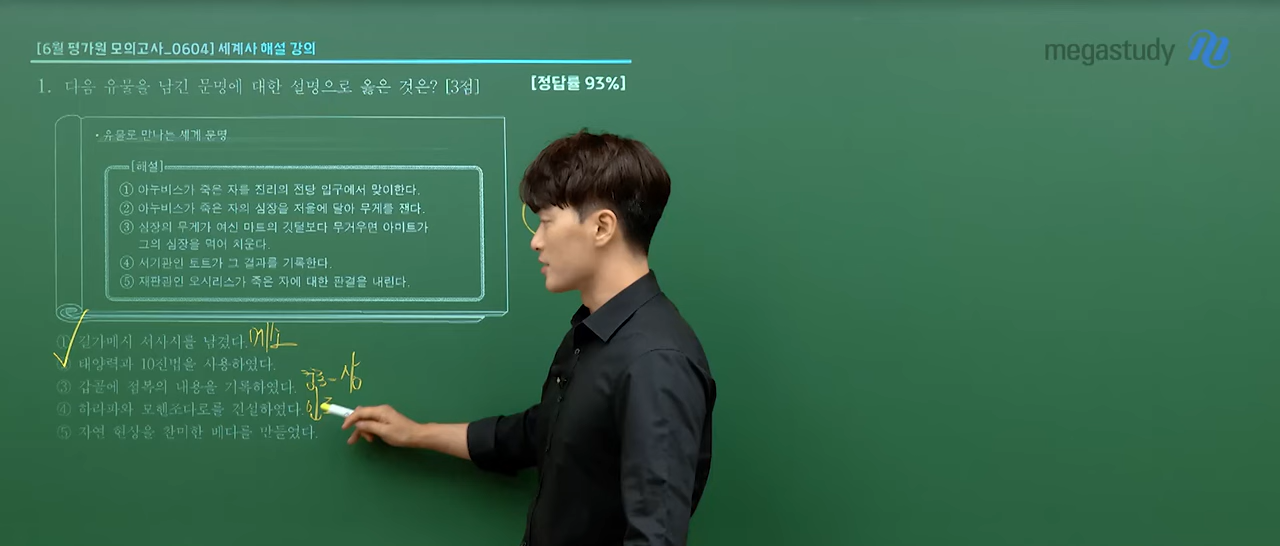 [6월 평가원 모의고사_0604] 세계사 해설 강의
megastudy
1. 다음 유물을 남긴 문명에 대한 설명으로 옳은 것은? [3점]
[정답률 93%]
• 유물로 만나는 세계 문명
[해설]
① 아누비스가 죽은 자를 진리의 전당 입구에서 맞이한다.
② 아누비스가 죽은 자의 심장을 저울에 달아 무게를 잰다.
③ 심장의 무게가 여신 마트의 깃털보다 무거우면 아미트가
그의 심장을 먹어 치운다.
④ 서기관인 토트가 그 결과를 기록한다.
⑤ 재판관인 오시리스가 죽은 자에 대한 판결을 내린다.
① 길가메시 서사시를 남겼다. 메소
② 태양력과 10진법을 사용하였다.
③ 갑골에 점복의 내용을 기록하였다. 중국-상
④ 하라파와 모헨조다로를 건설하였다. 인도
⑤ 자연 현상을 찬미한 베다를 만들었다.